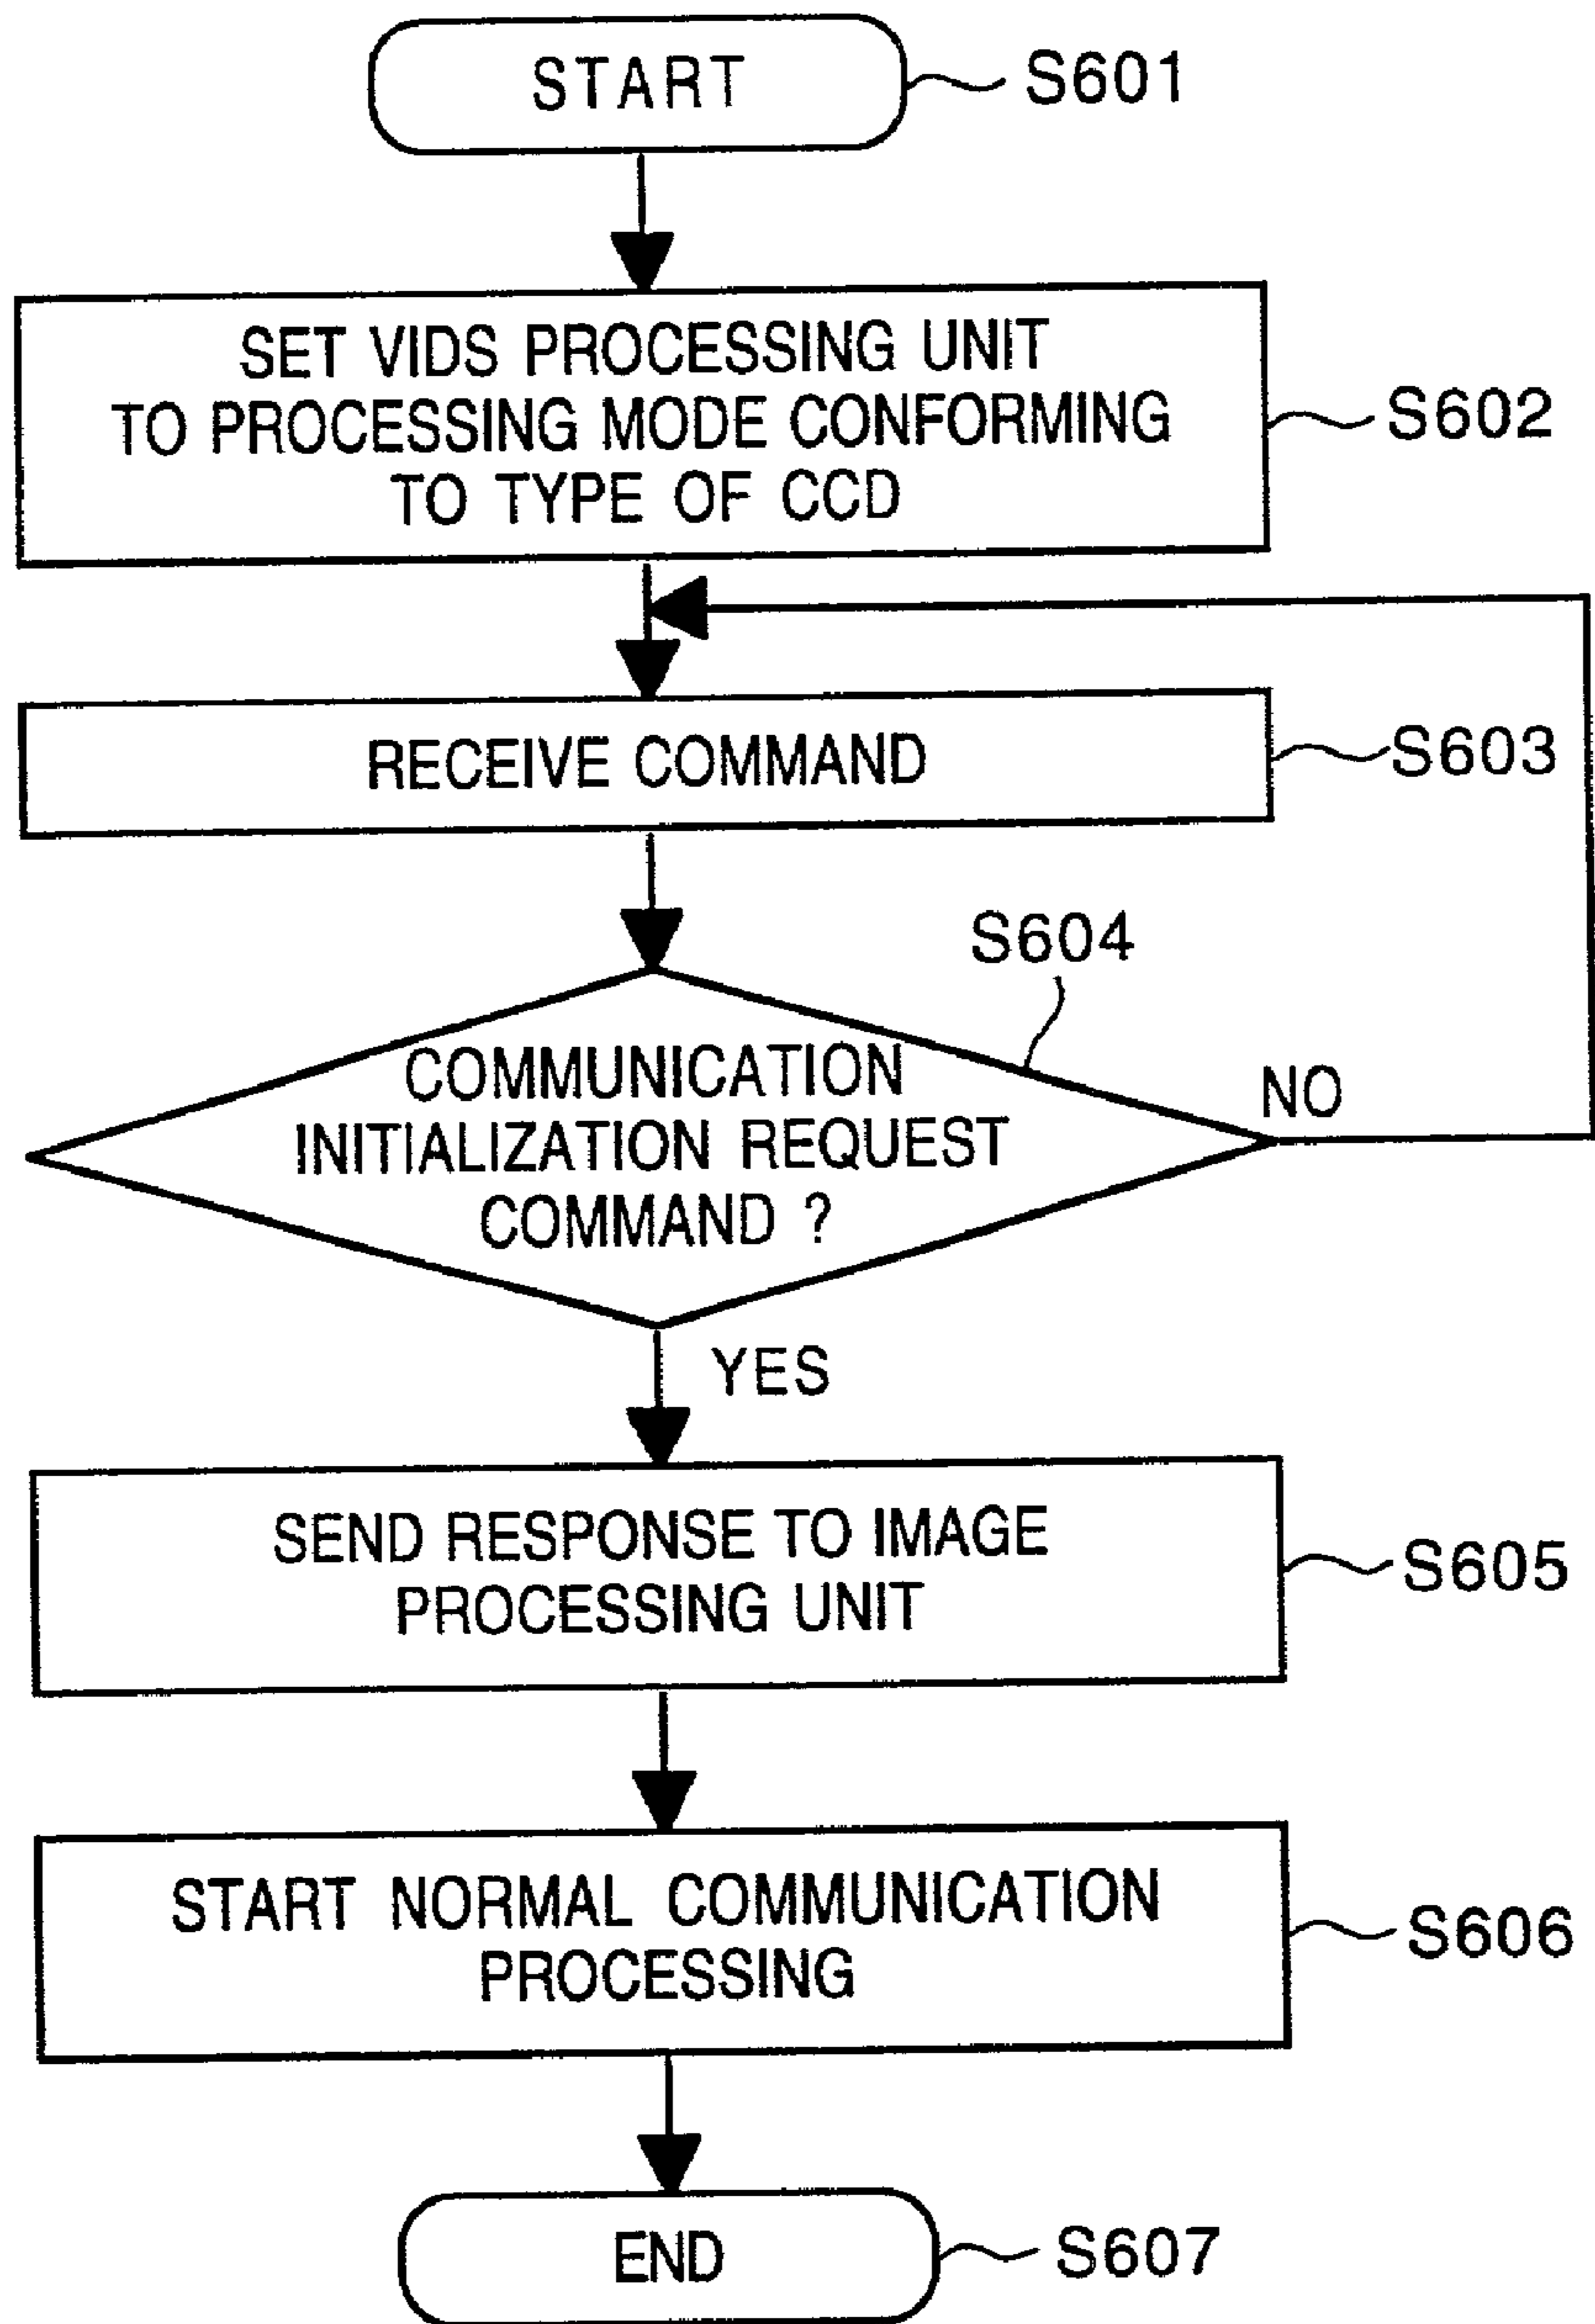 START
S601
SET VIDS PROCESSING UNIT
TO PROCESSING MODE CONFORMING
TO TYPE OF CCD
S602
RECEIVE COMMAND
S603
S604
COMMUNICATION
INITIALIZATION REQUEST
COMMAND ?
NO
YES
SEND RESPONSE TO IMAGE
PROCESSING UNIT
S605
START NORMAL COMMUNICATION
PROCESSING
S606
END
S607